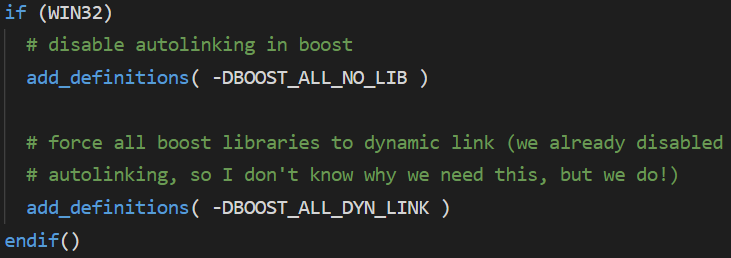 if (WIN32)
# disable autolinking in boost
add_definitions( -DBOOST_ALL_NO_LIB )
# force all boost libraries to dynamic link (we already disabled
# autolinking, so I don't know why we need this, but we do!)
add_definitions( -DBOOST_ALL_DYN_LINK )
endif()